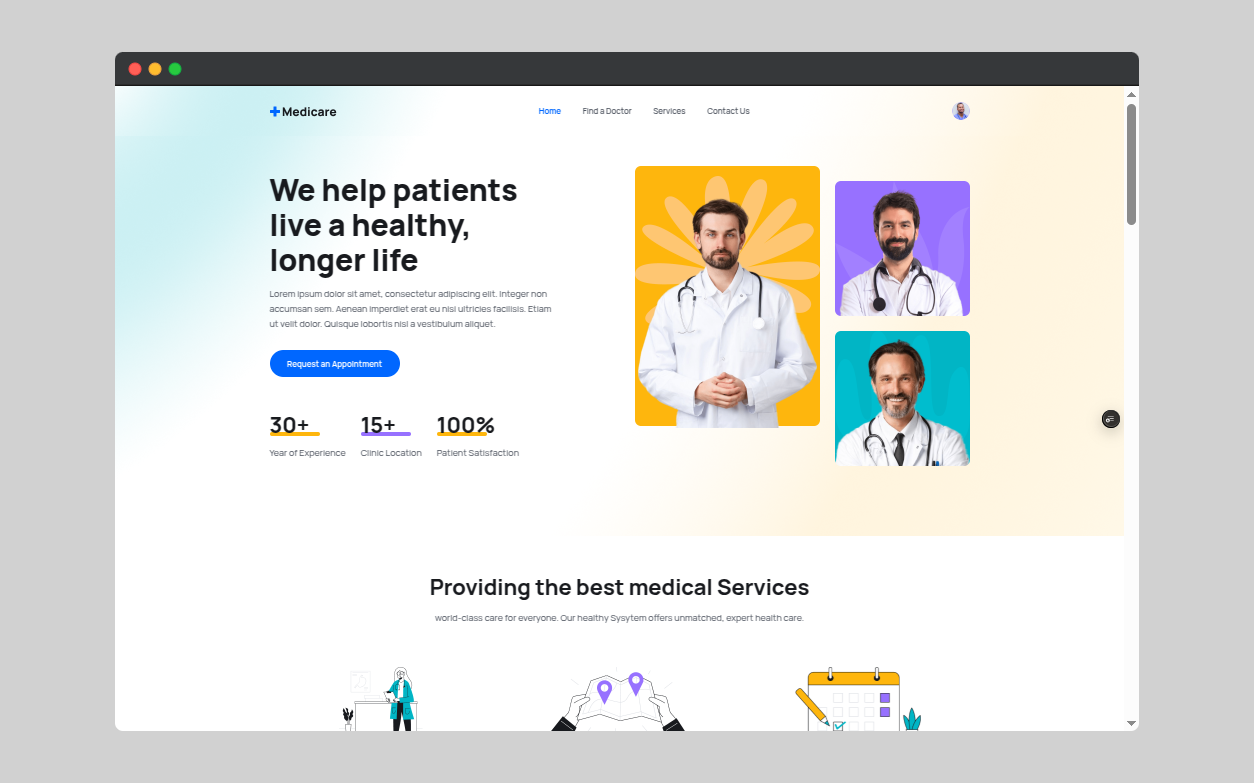 Medicare
Home Find a Doctor Services Contact Us
We help patients
live a healthy,
longer life
Lorem ipsum dolor sit amet, consectetur adipiscing elit. Integer non
accumsan sem. Aenean imperdiet erat eu nisi ultricies facilisis. Etiam
ut velit dolor. Quisque lobortis nisi a vestibulum aliquet.
Request an Appointment
30+ 15+ 100%
Year of Experience Clinic Location Patient Satisfaction
Providing the best medical Services
world-class care for everyone. Our healthy Sysytem offers unmatched, expert health care.